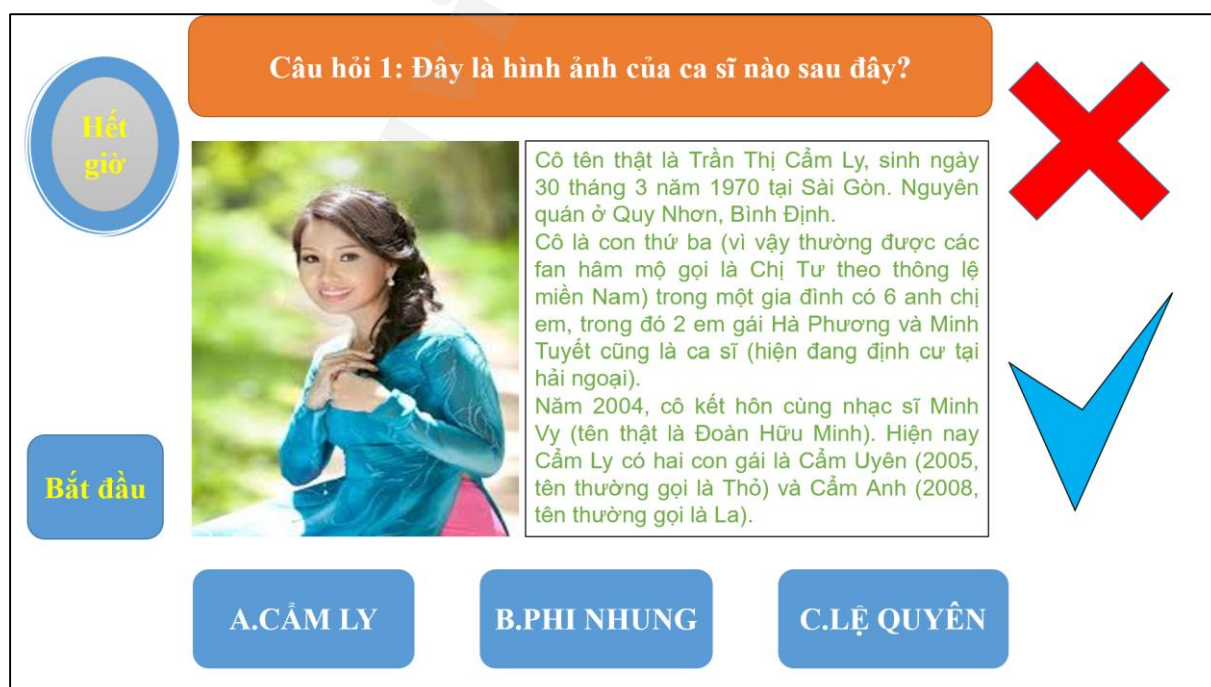 Câu hỏi 1: Đây là hình ảnh của ca sĩ nào sau đây?
Hết
giờ
Cô tên thật là Trần Thị Cẩm Ly, sinh ngày
30 tháng 3 năm 1970 tại Sài Gòn. Nguyên
quán ở Quy Nhơn, Bình Định.
Cô là con thứ ba (vì vậy thường được các
fan hâm mộ gọi là Chị Tư theo thông lệ
miền Nam) trong một gia đình có 6 anh chị
em, trong đó 2 em gái Hà Phương và Minh
Tuyết cũng là ca sĩ (hiện đang định cư tại
hải ngoại).
Năm 2004, cô kết hôn cùng nhạc sĩ Minh
Vy (tên thật là Đoàn Hữu Minh). Hiện nay
Cẩm Ly có hai con gái là Cẩm Uyên (2005,
tên thường gọi là Thỏ) và Cẩm Anh (2008,
tên thường gọi là La).
Bắt đầu
A.CẨM LY
B.PHI NHUNG
C.LỆ QUYÊN